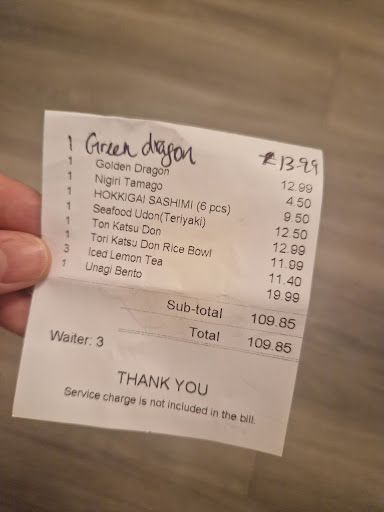 1 Green dragon £13.99
1 Golden Dragon 12.99
1 Nigiri Tamago 4.50
1 HOKKIGAI SASHIMI (6 pcs) 9.50
1 Seafood Udon(Teriyaki) 12.50
1 Ton Katsu Don 12.99
1 Tori Katsu Don Rice Bowl 11.99
3 Iced Lemon Tea 11.40
1 Unagi Bento 19.99
Sub-total 109.85
Total 109.85
Waiter: 3
THANK YOU
Service charge is not included in the bill.